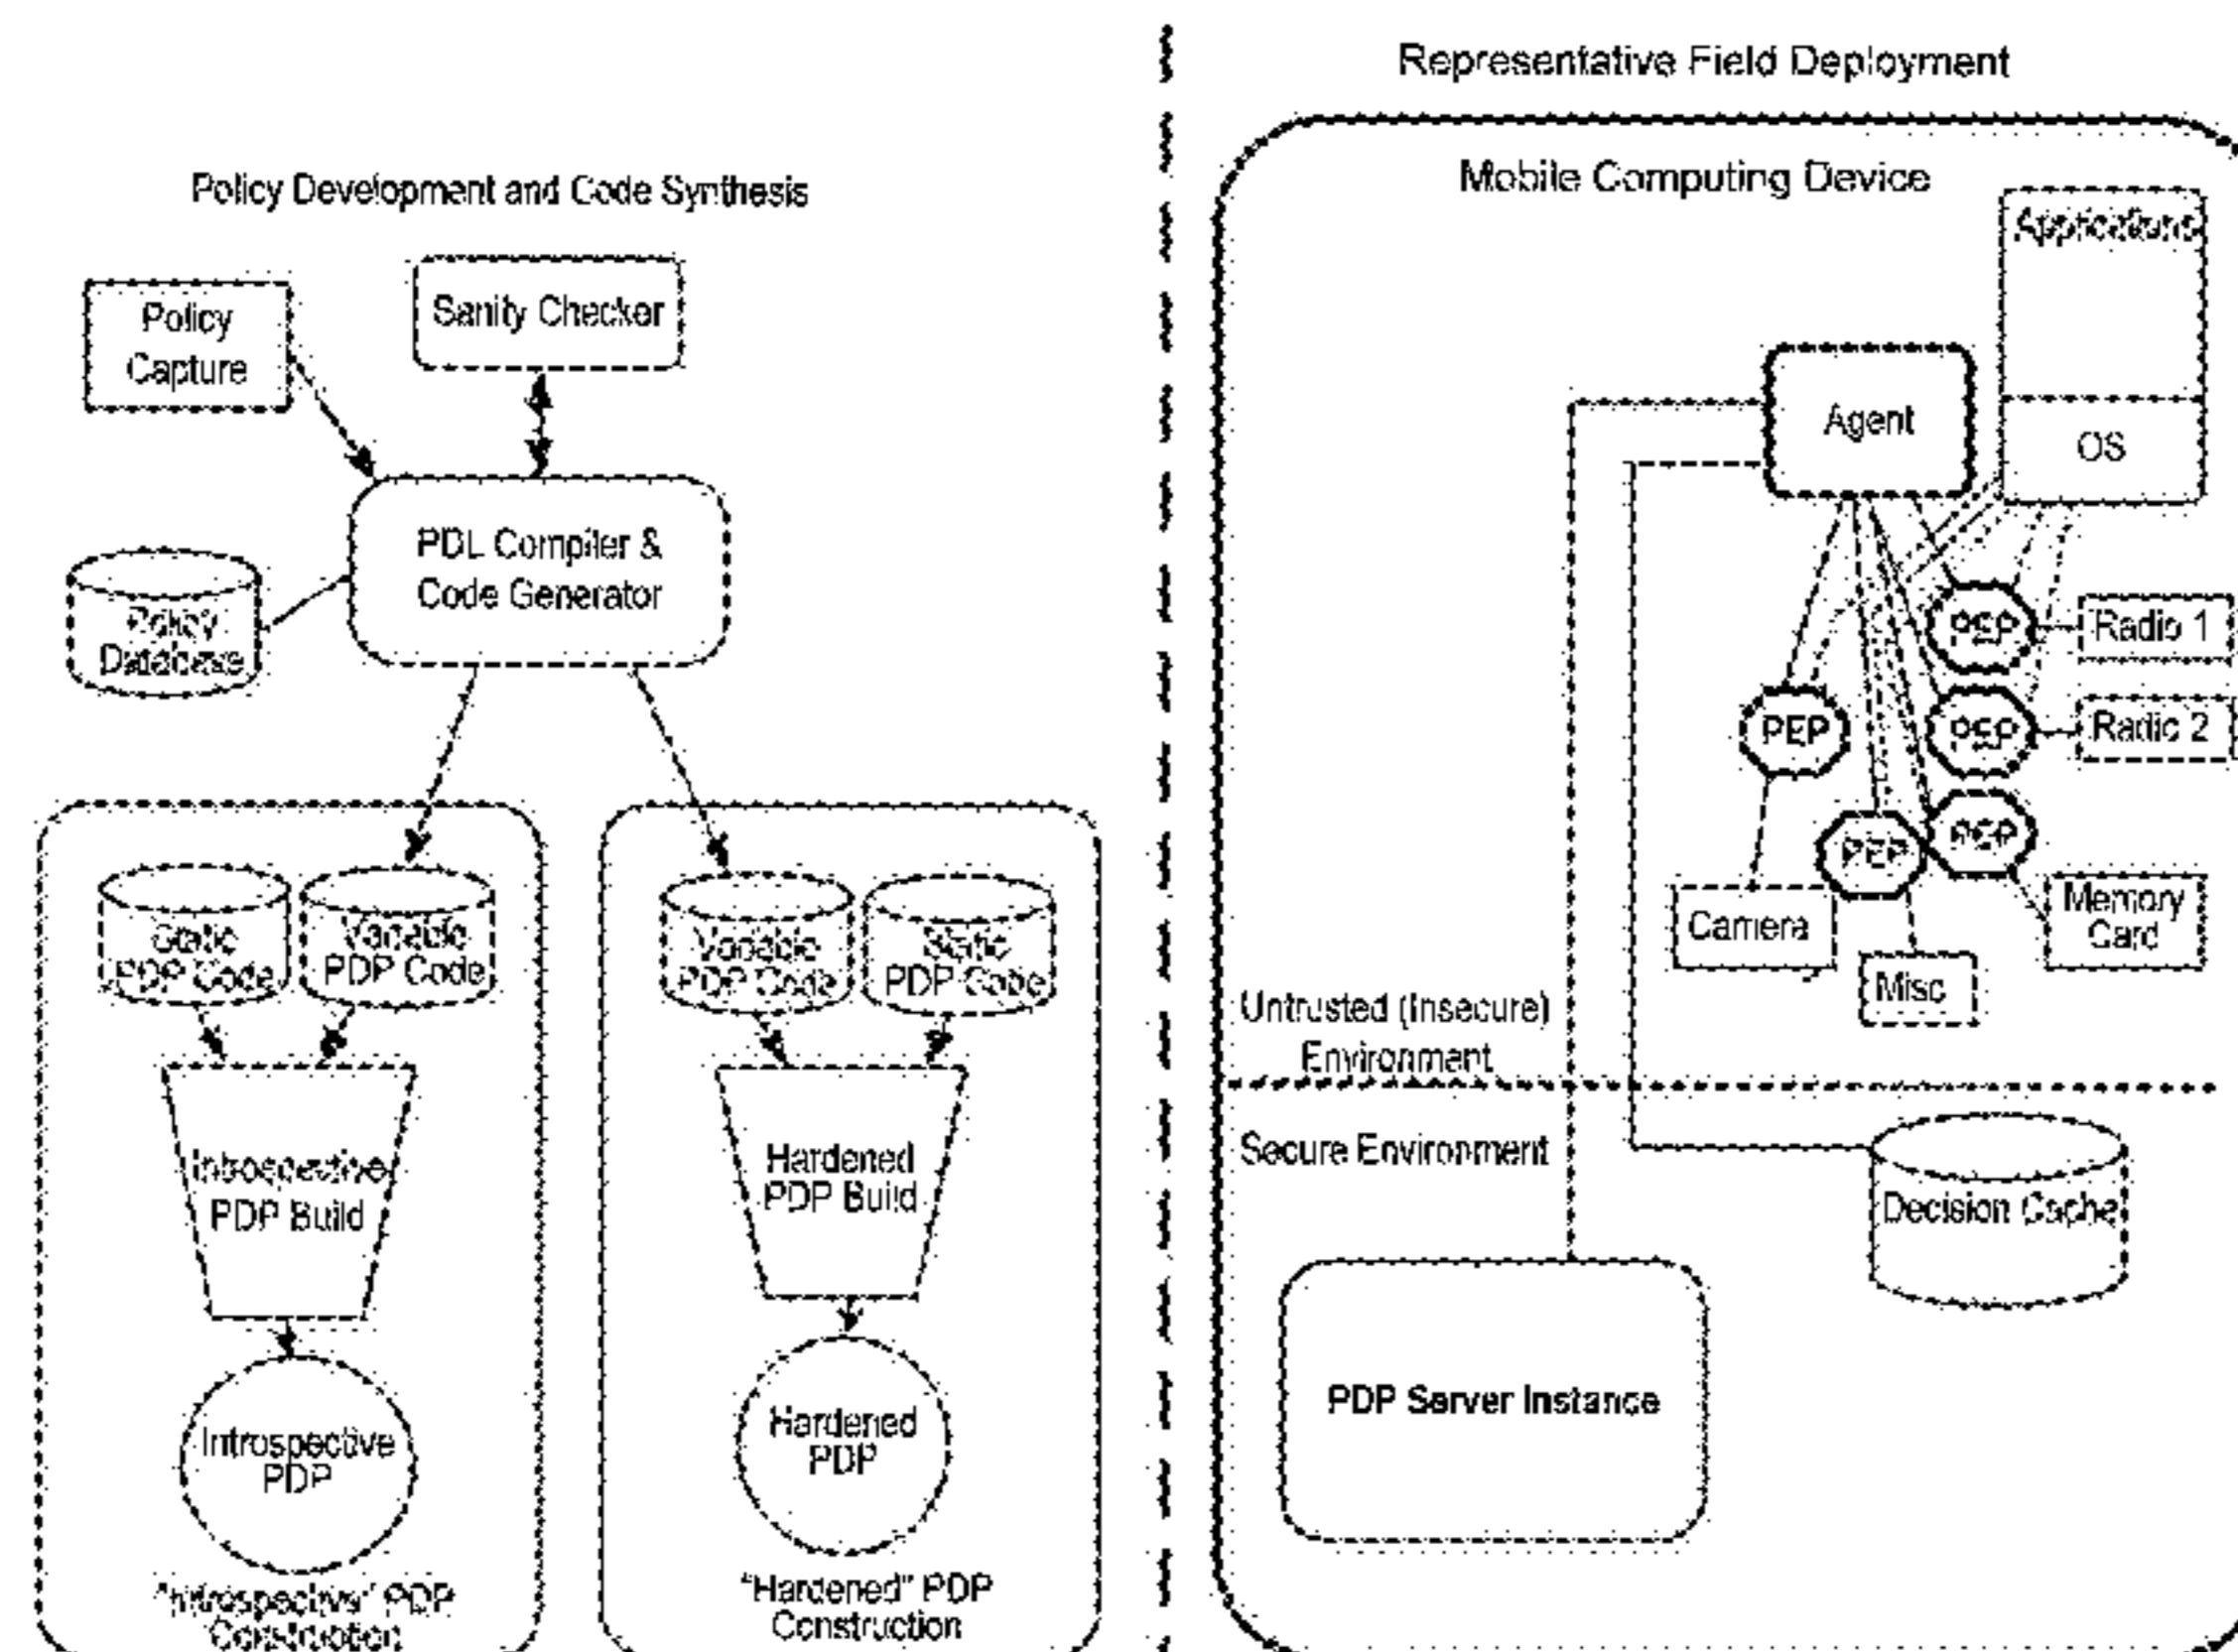 Policy Development and Code Synthesis
Policy
Capture
Sanity Checker
PDL Compiler &
Code Generator
Policy
Database
Static
PDP Code
Variable
PDP Code
Introspective
PDP Build
Introspective
PDP
"Introspective" PDP
Construction
Variable
PDP Code
Static
PDP Code
Hardened
PDP Build
Hardened
PDP
"Hardened" PDP
Construction
Representative Field Deployment
Mobile Computing Device
Applications
OS
Agent
PEP
Radio 1
PEP
Radio 2
PEP
PEP
PEP
Camera
Misc
Memory
Card
Untrusted (Insecure)
Environment
Secure Environment
Decision Cache
PDP Server Instance